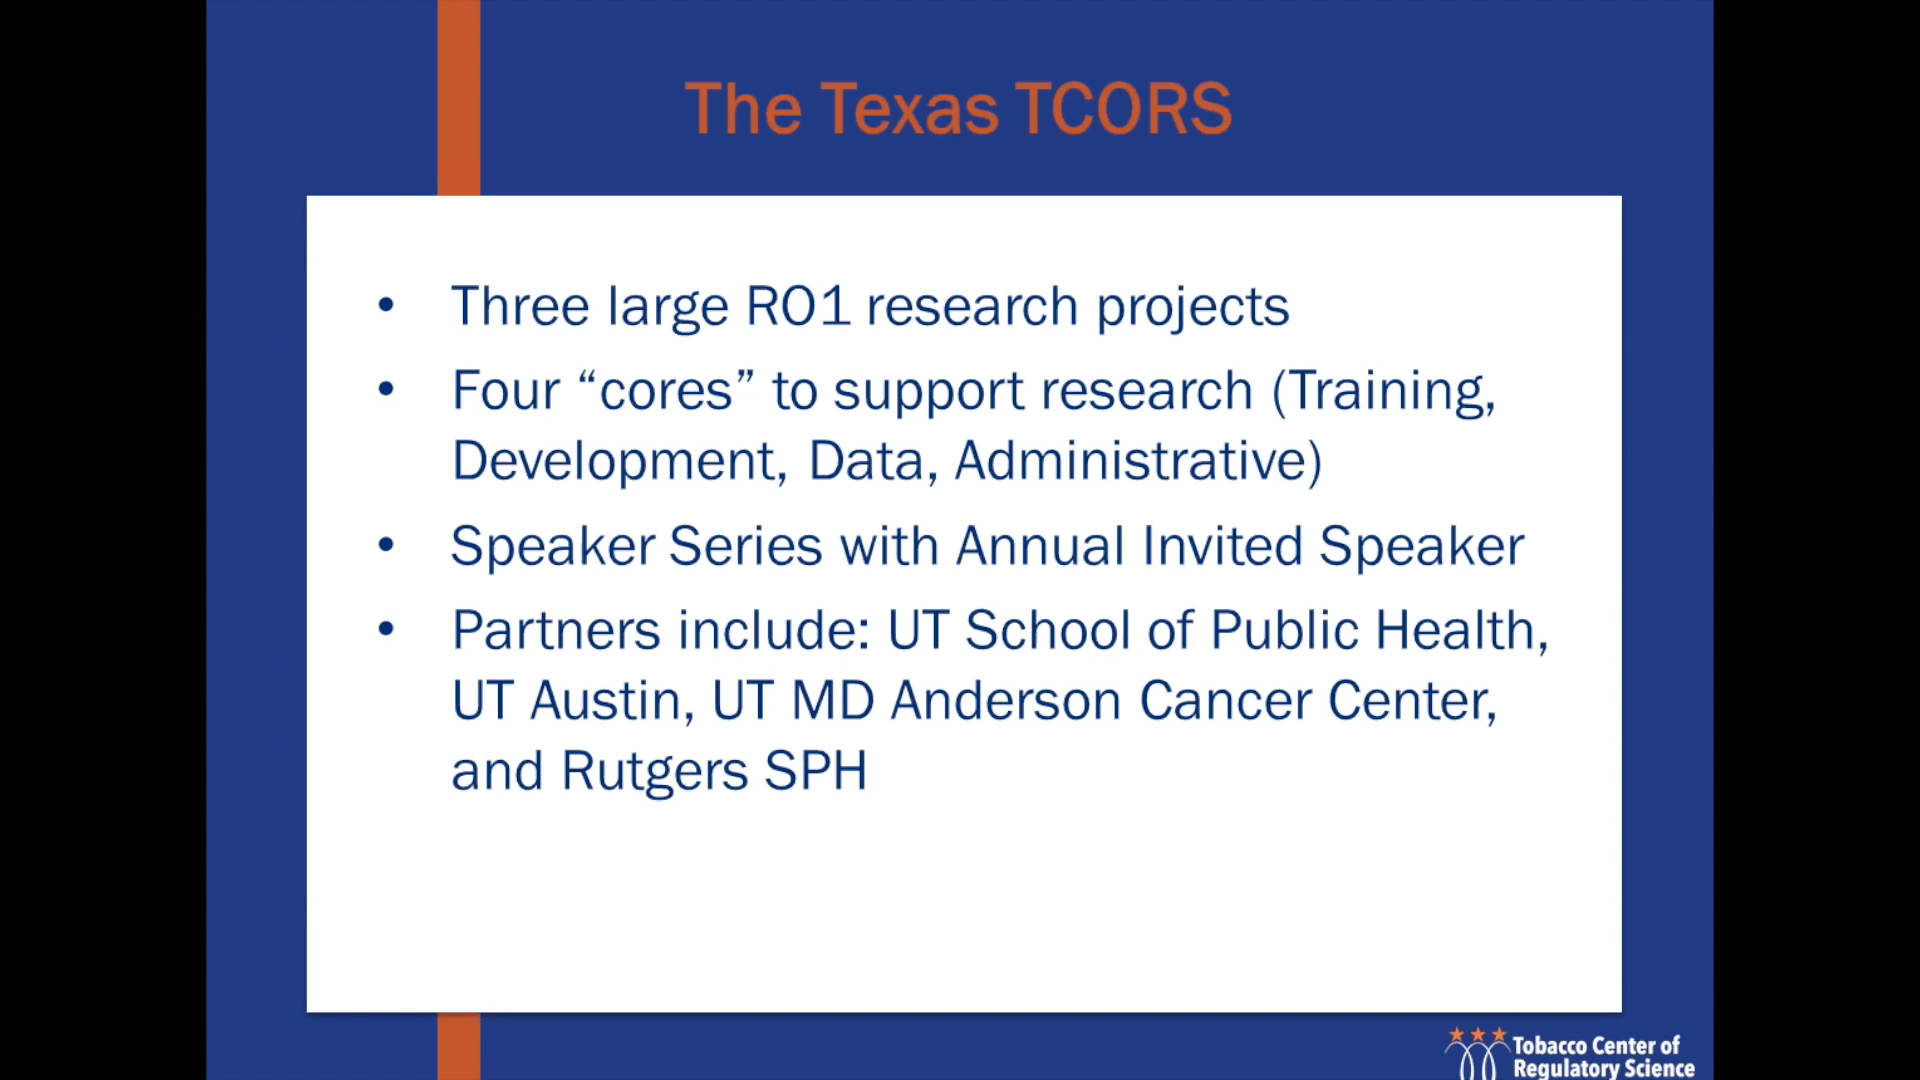 The Texas TCORS
• Three large RO1 research projects
• Four “cores” to support research (Training,
Development, Data, Administrative)
• Speaker Series with Annual Invited Speaker
• Partners include: UT School of Public Health,
UT Austin, UT MD Anderson Cancer Center,
and Rutgers SPH
Tobacco Center of
Regulatory Science